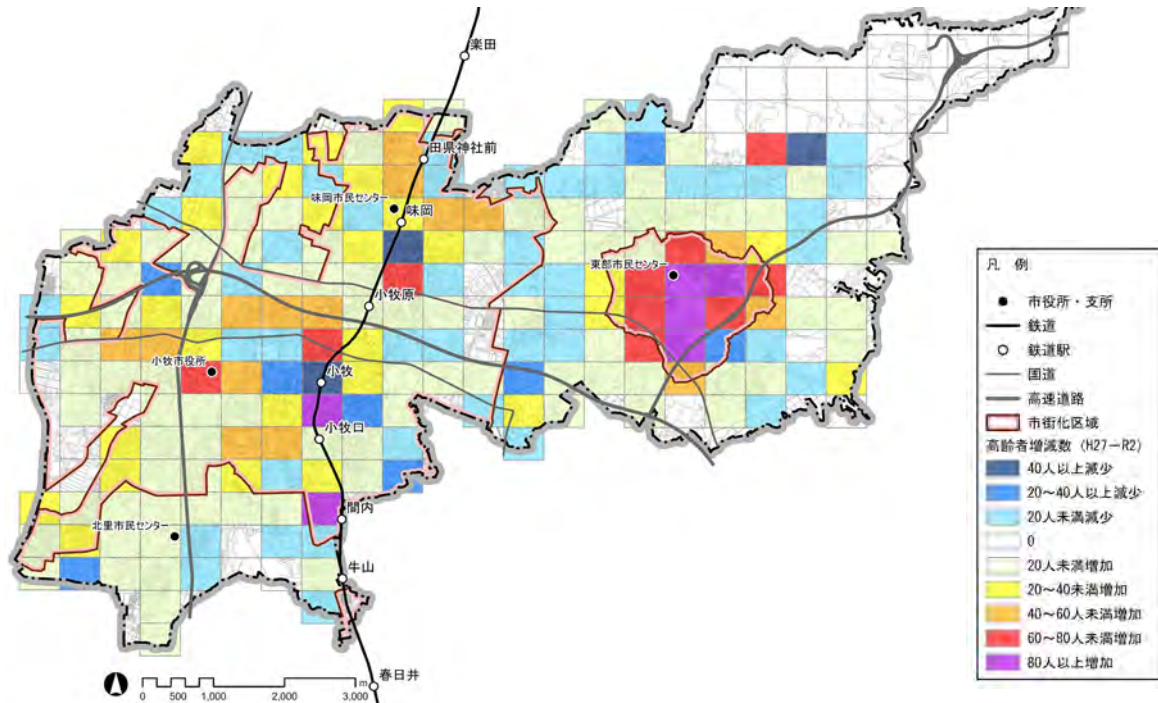 楽田
田県神社前
味岡市民センター
味岡
東部市民センター
小牧原
小牧市役所
小牧
小牧口
間内
北里市民センター
牛山
春日井
0 500 1,000 2,000 3,000 m
凡 例
市役所・支所
鉄道
鉄道駅
国道
高速道路
市街化区域
高齢者増減数 (H27-R2)
40人以上減少
20~40人以上減少
20人未満減少
0
20人未満増加
20~40未満増加
40~60人未満増加
60~80人未満増加
80人以上増加